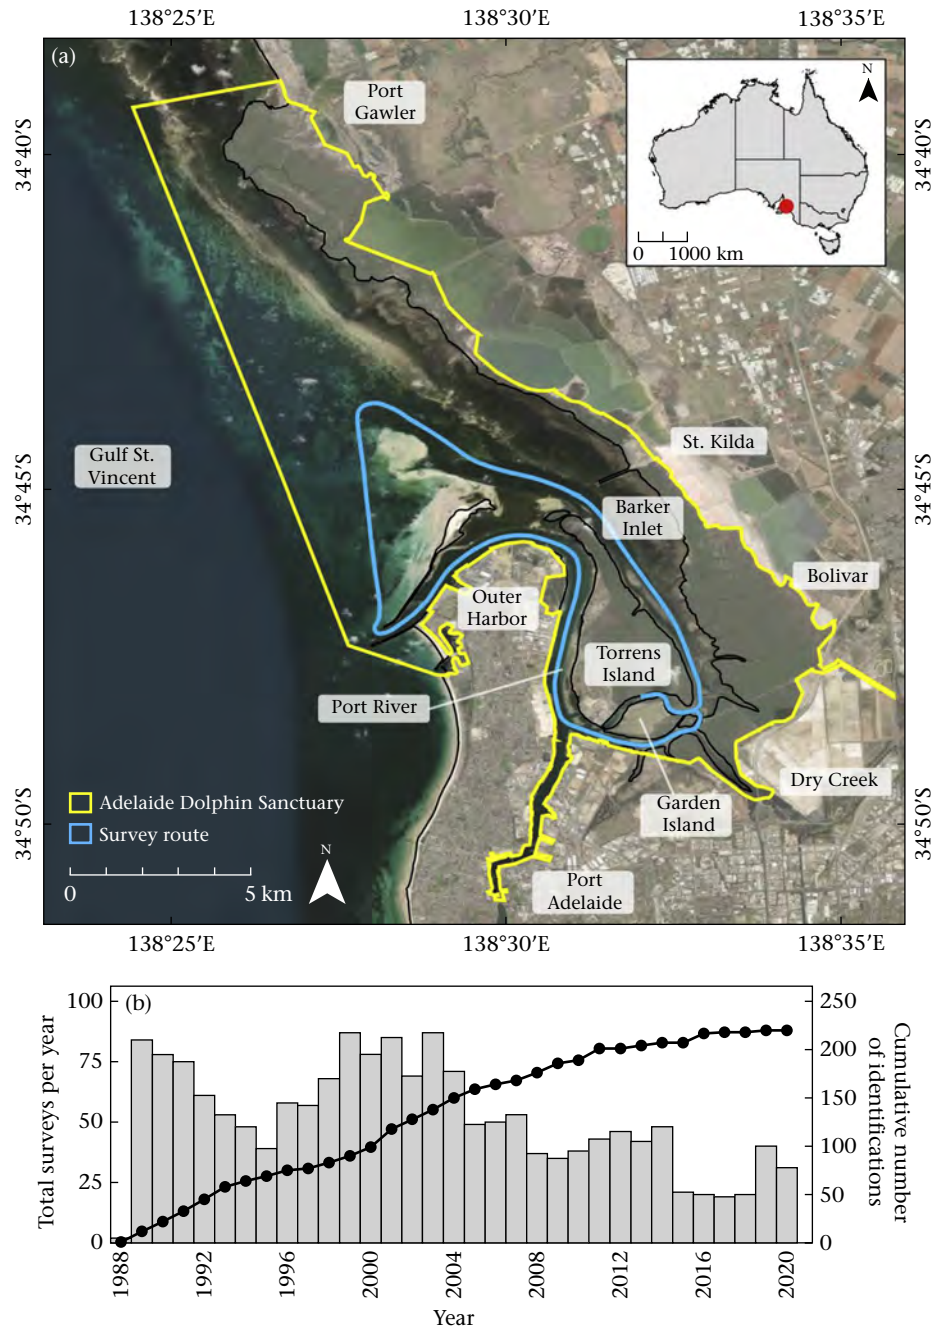 138°25′E 138°30′E 138°35′E
(a)
Port
Gawler
N
0 1000 km
34°40′S
34°40′S
St. Kilda
Gulf St.
Vincent
34°45′S
34°45′S
Barker
Inlet
Bolivar
Outer
Harbor
Torrens
Island
Port River
Dry Creek
Adelaide Dolphin Sanctuary
Survey route
Garden
Island
34°50′S
34°50′S
N
0 5 km
Port
Adelaide
138°25′E 138°30′E 138°35′E
(b)
Total surveys per year
100
75
50
25
0
250
200
150
100
50
0
Cumulative number
of identifications
1988 1992 1996 2000 2004 2008 2012 2016 2020
Year